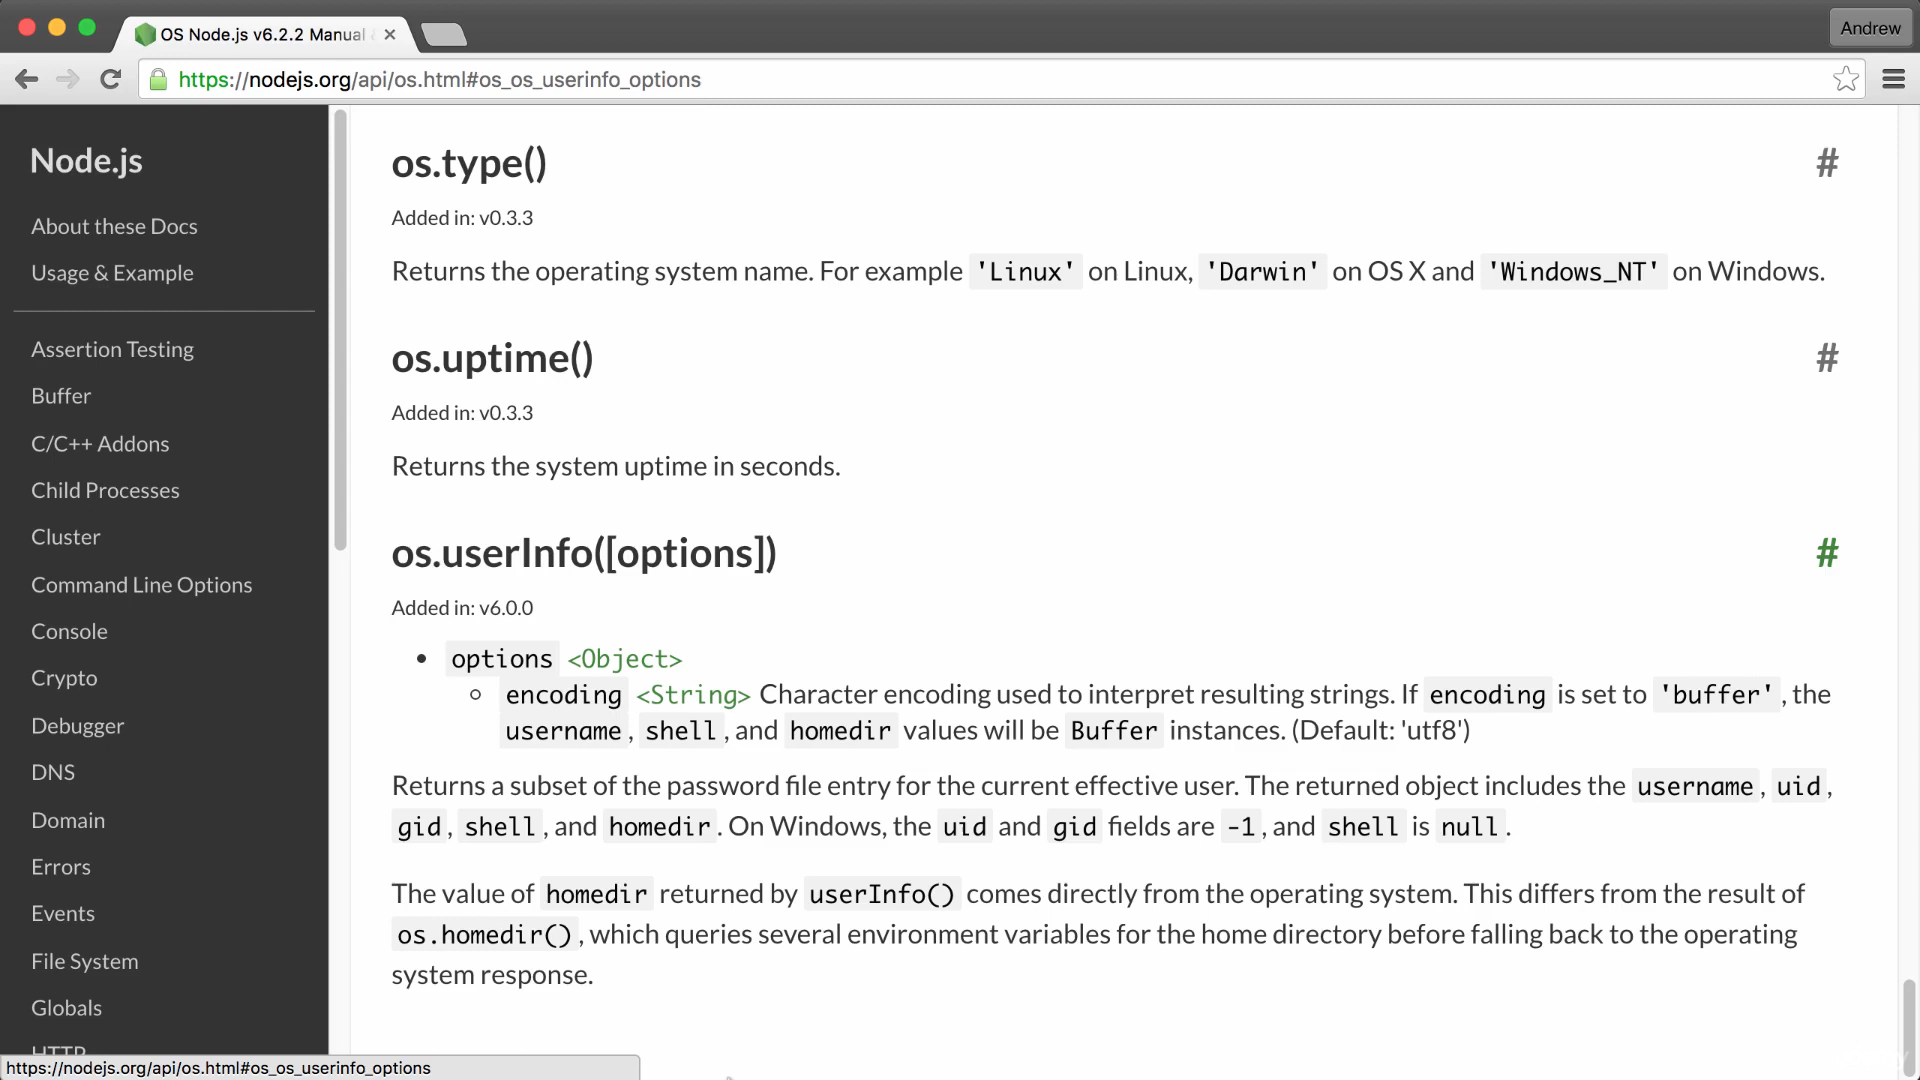 OS Node.js v6.2.2 Manual
Andrew
https://nodejs.org/api/os.html#os_os_userinfo_options
Node.js
About these Docs
Usage & Example
Assertion Testing
Buffer
C/C++ Addons
Child Processes
Cluster
Command Line Options
Console
Crypto
Debugger
DNS
Domain
Errors
Events
File System
Globals
HTTP
os.type() #
Added in: v0.3.3
Returns the operating system name. For example 'Linux' on Linux, 'Darwin' on OS X and 'Windows_NT' on Windows.
os.uptime() #
Added in: v0.3.3
Returns the system uptime in seconds.
os.userInfo([options]) #
Added in: v6.0.0
options <Object>
encoding <String> Character encoding used to interpret resulting strings. If encoding is set to 'buffer', the
username, shell, and homedir values will be Buffer instances. (Default: 'utf8')
Returns a subset of the password file entry for the current effective user. The returned object includes the username, uid,
gid, shell, and homedir. On Windows, the uid and gid fields are -1, and shell is null.
The value of homedir returned by userInfo() comes directly from the operating system. This differs from the result of
os.homedir(), which queries several environment variables for the home directory before falling back to the operating
system response.
https://nodejs.org/api/os.html#os_os_userinfo_options